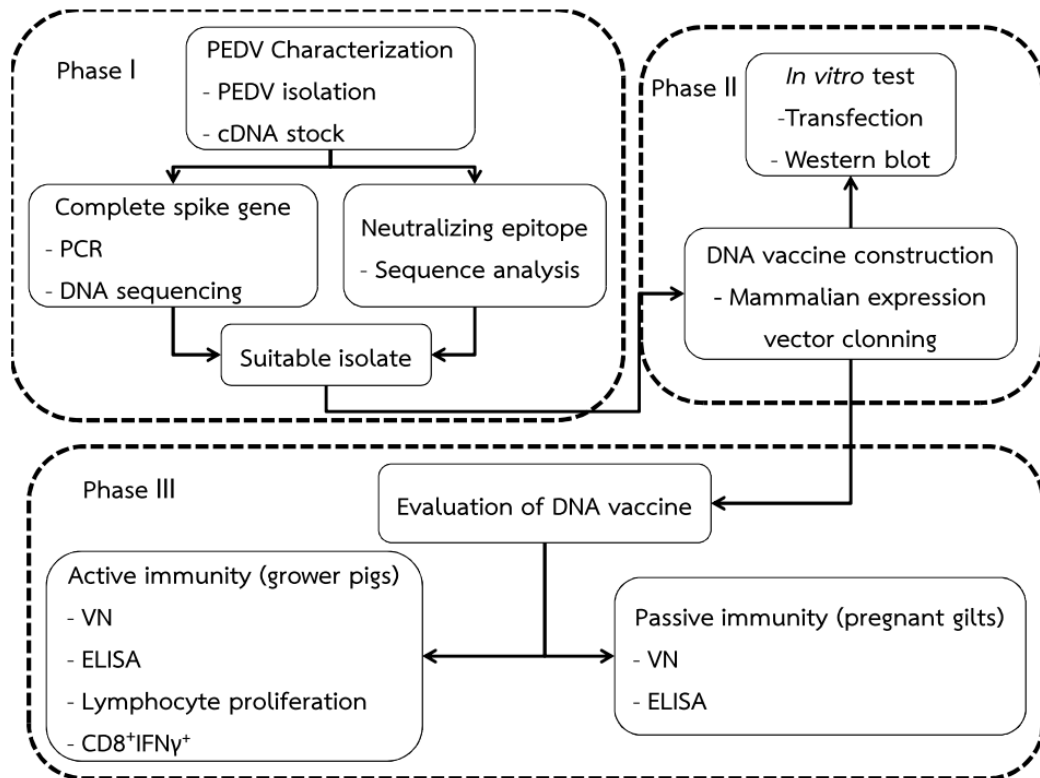 Phase I
PEDV Characterization
- PEDV isolation
- cDNA stock
Complete spike gene
- PCR
- DNA sequencing
Neutralizing epitope
- Sequence analysis
Suitable isolate
Phase II
In vitro test
-Transfection
- Western blot
DNA vaccine construction
- Mammalian expression
vector clonning
Phase III
Evaluation of DNA vaccine
Active immunity (grower pigs)
- VN
- ELISA
- Lymphocyte proliferation
- CD8⁺IFNγ⁺
Passive immunity (pregnant gilts)
- VN
- ELISA